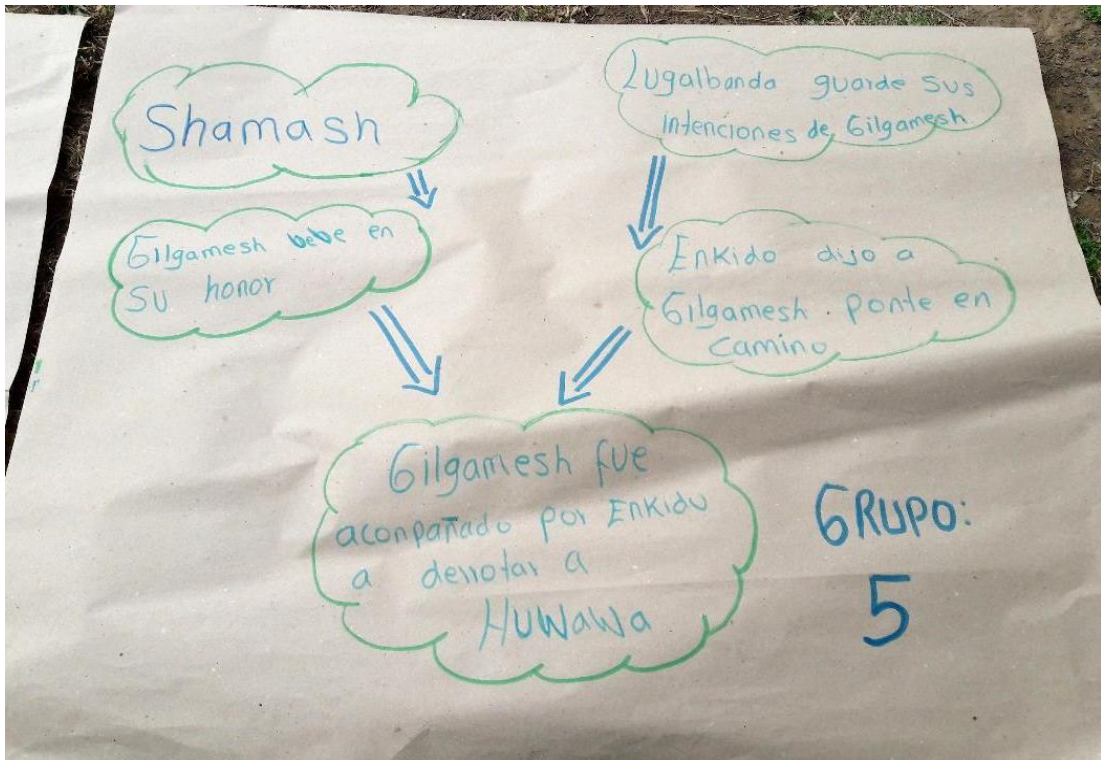 Shamash
Gilgamesh bebe en
su honor
Lugalbanda guarde sus
intenciones de Gilgamesh
Enkido dijo a
Gilgamesh. ponte en
camino
Gilgamesh fue
aconpañado por Enkidu
a derrotar a
Huwawa
GRUPO:
5